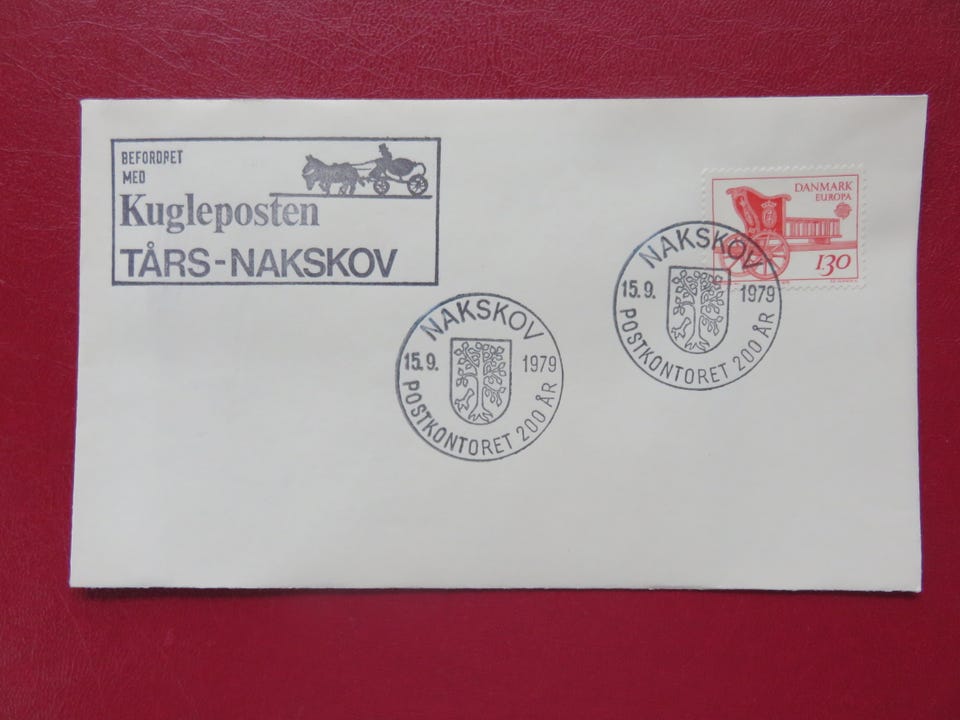 BEFORDRET
MED
Kugleposten
TÅRS-NAKSKOV
DANMARK
EUROPA
130
NAKSKOV
15.9. 1979
POSTKONTORET 200 ÅR
NAKSKOV
15.9. 1979
POSTKONTORET 200 ÅR